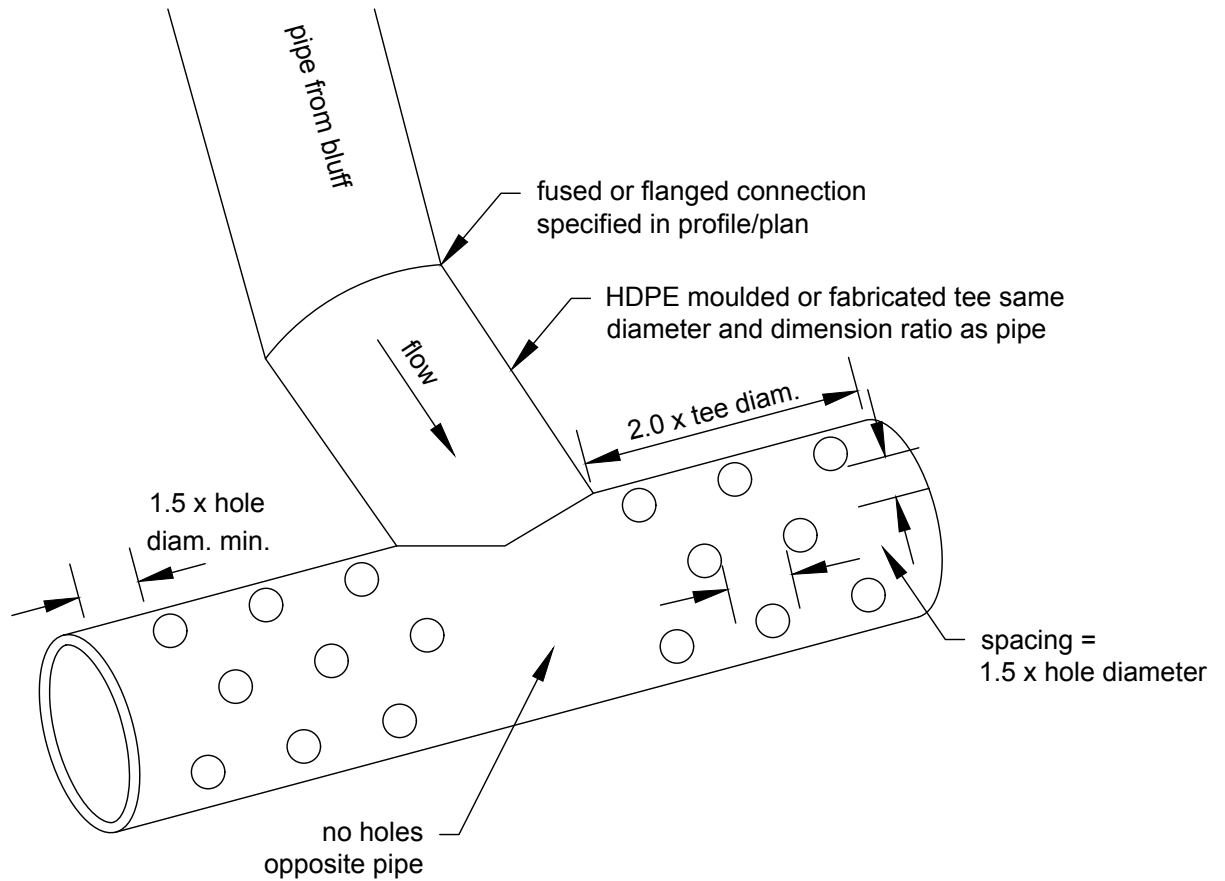 pipe from bluff
fused or flanged connection
specified in profile/plan
HDPE moulded or fabricated tee same
diameter and dimension ratio as pipe
flow
2.0 x tee diam.
1.5 x hole
diam. min.
spacing =
1.5 x hole diameter
no holes
opposite pipe